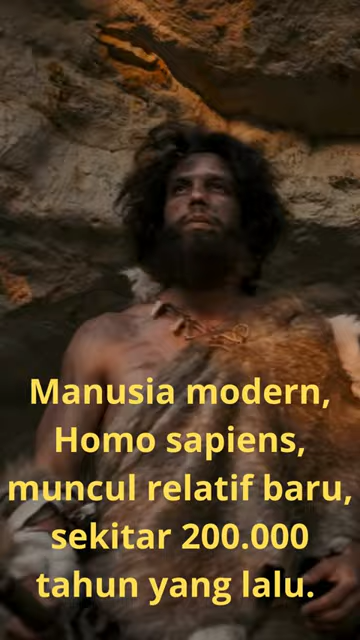 Manusia modern,
Homo sapiens,
muncul relatif baru,
sekitar 200.000
tahun yang lalu.